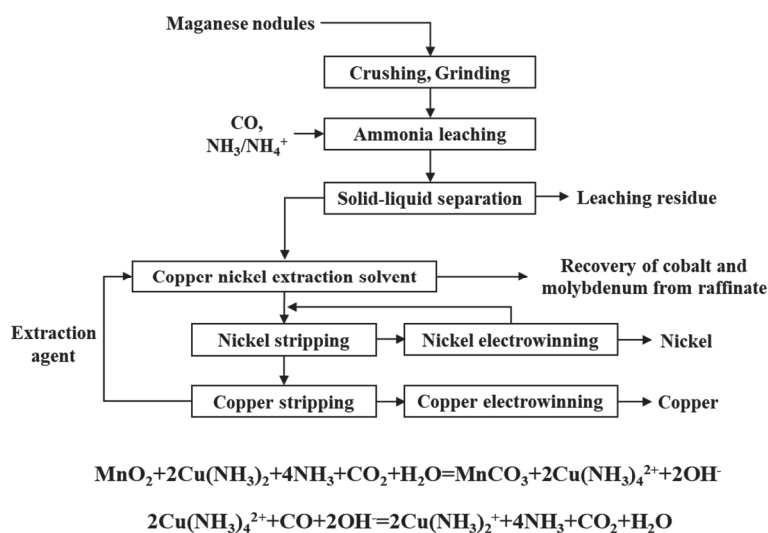 Maganese nodules
Crushing, Grinding
CO,
NH₃/NH₄⁺
Ammonia leaching
Solid-liquid separation
Leaching residue
Copper nickel extraction solvent
Recovery of cobalt and
molybdenum from raffinate
Extraction
agent
Nickel stripping
Nickel electrowinning
Nickel
Copper stripping
Copper electrowinning
Copper
MnO₂+2Cu(NH₃)₂+4NH₃+CO₂+H₂O=MnCO₃+2Cu(NH₃)₄²⁺+2OH⁻
2Cu(NH₃)₄²⁺+CO+2OH⁻=2Cu(NH₃)₂⁺+4NH₃+CO₂+H₂O